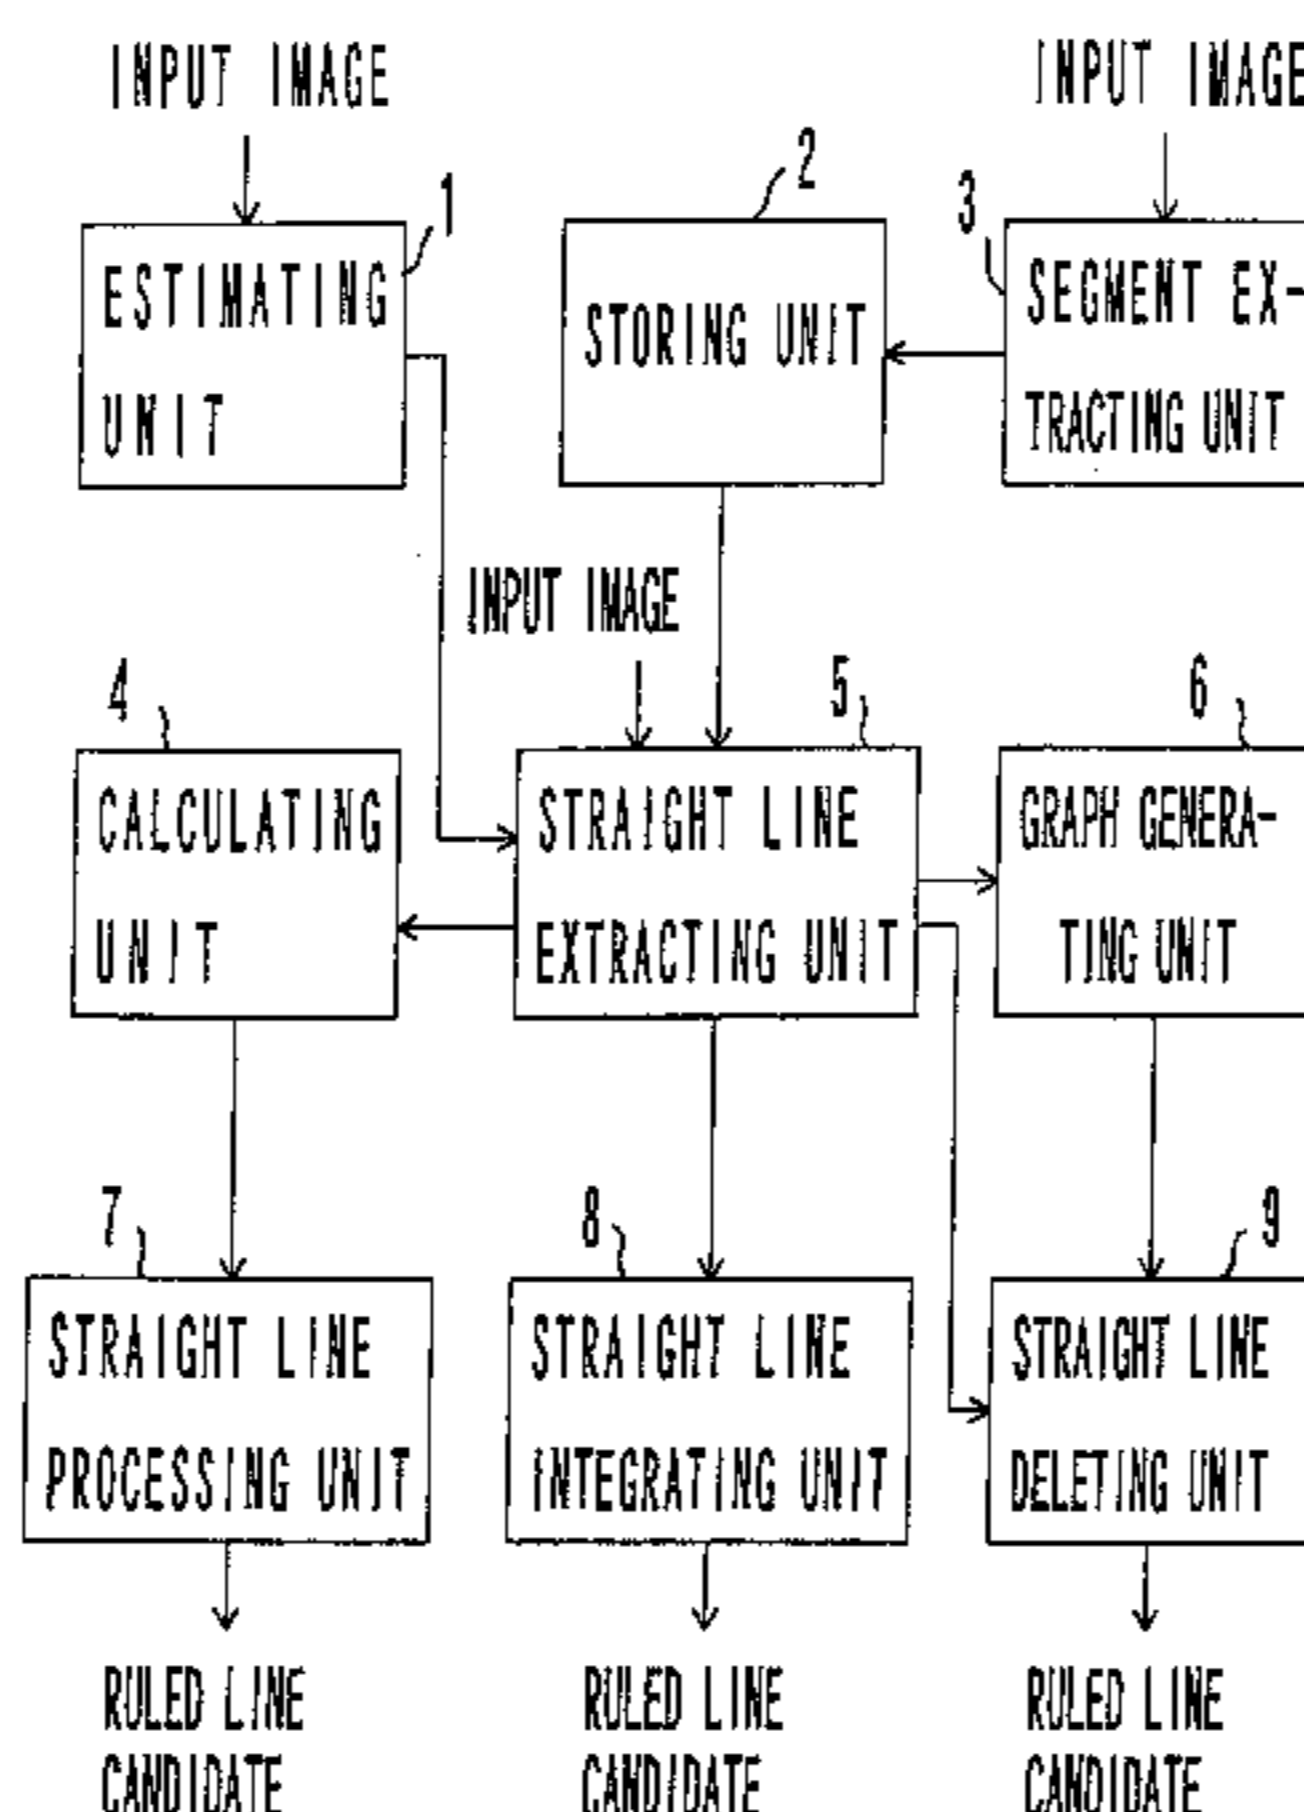 INPUT IMAGE
INPUT IMAGE
1
2
3
ESTIMATING
UNIT
STORING UNIT
SEGMENT EX-
TRACTING UNIT
INPUT IMAGE
4
5
6
CALCULATING
UNIT
STRAIGHT LINE
EXTRACTING UNIT
GRAPH GENERA-
TING UNIT
7
8
9
STRAIGHT LINE
PROCESSING UNIT
STRAIGHT LINE
INTEGRATING UNIT
STRAIGHT LINE
DELETING UNIT
RULED LINE
CANDIDATE
RULED LINE
CANDIDATE
RULED LINE
CANDIDATE